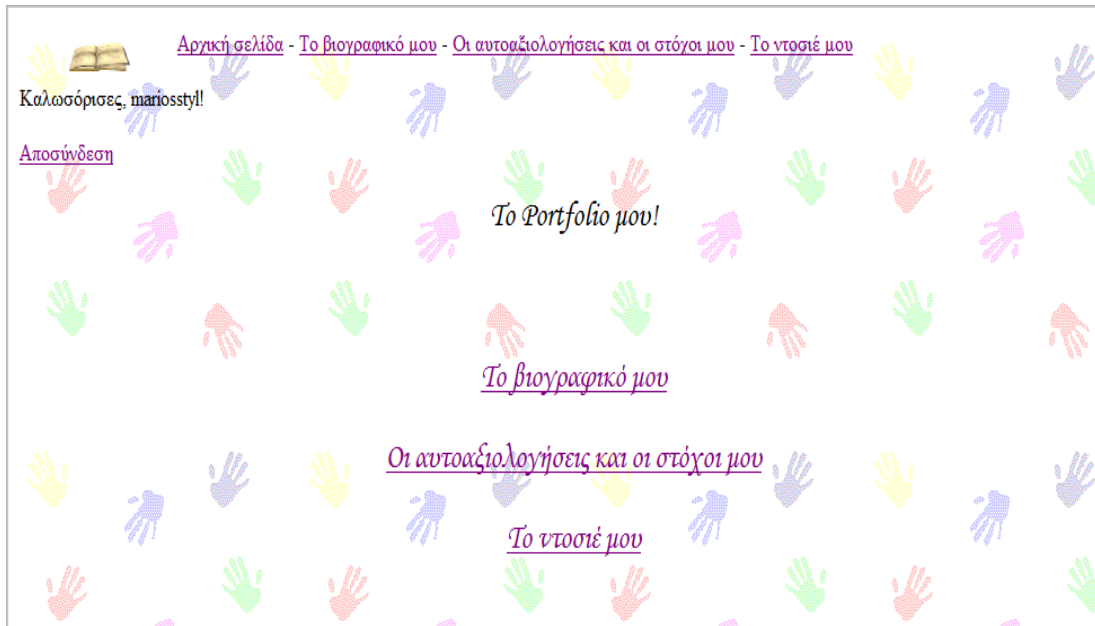 Αρχική σελίδα - Το βιογραφικό μου - Οι αυτοαξιολογήσεις και οι στόχοι μου - Το ντοσιέ μου
Καλωσόρισες, mariosstyl!
Αποσύνδεση
Το Portfolio μου!
Το βιογραφικό μου
Οι αυτοαξιολογήσεις και οι στόχοι μου
Το ντοσιέ μου